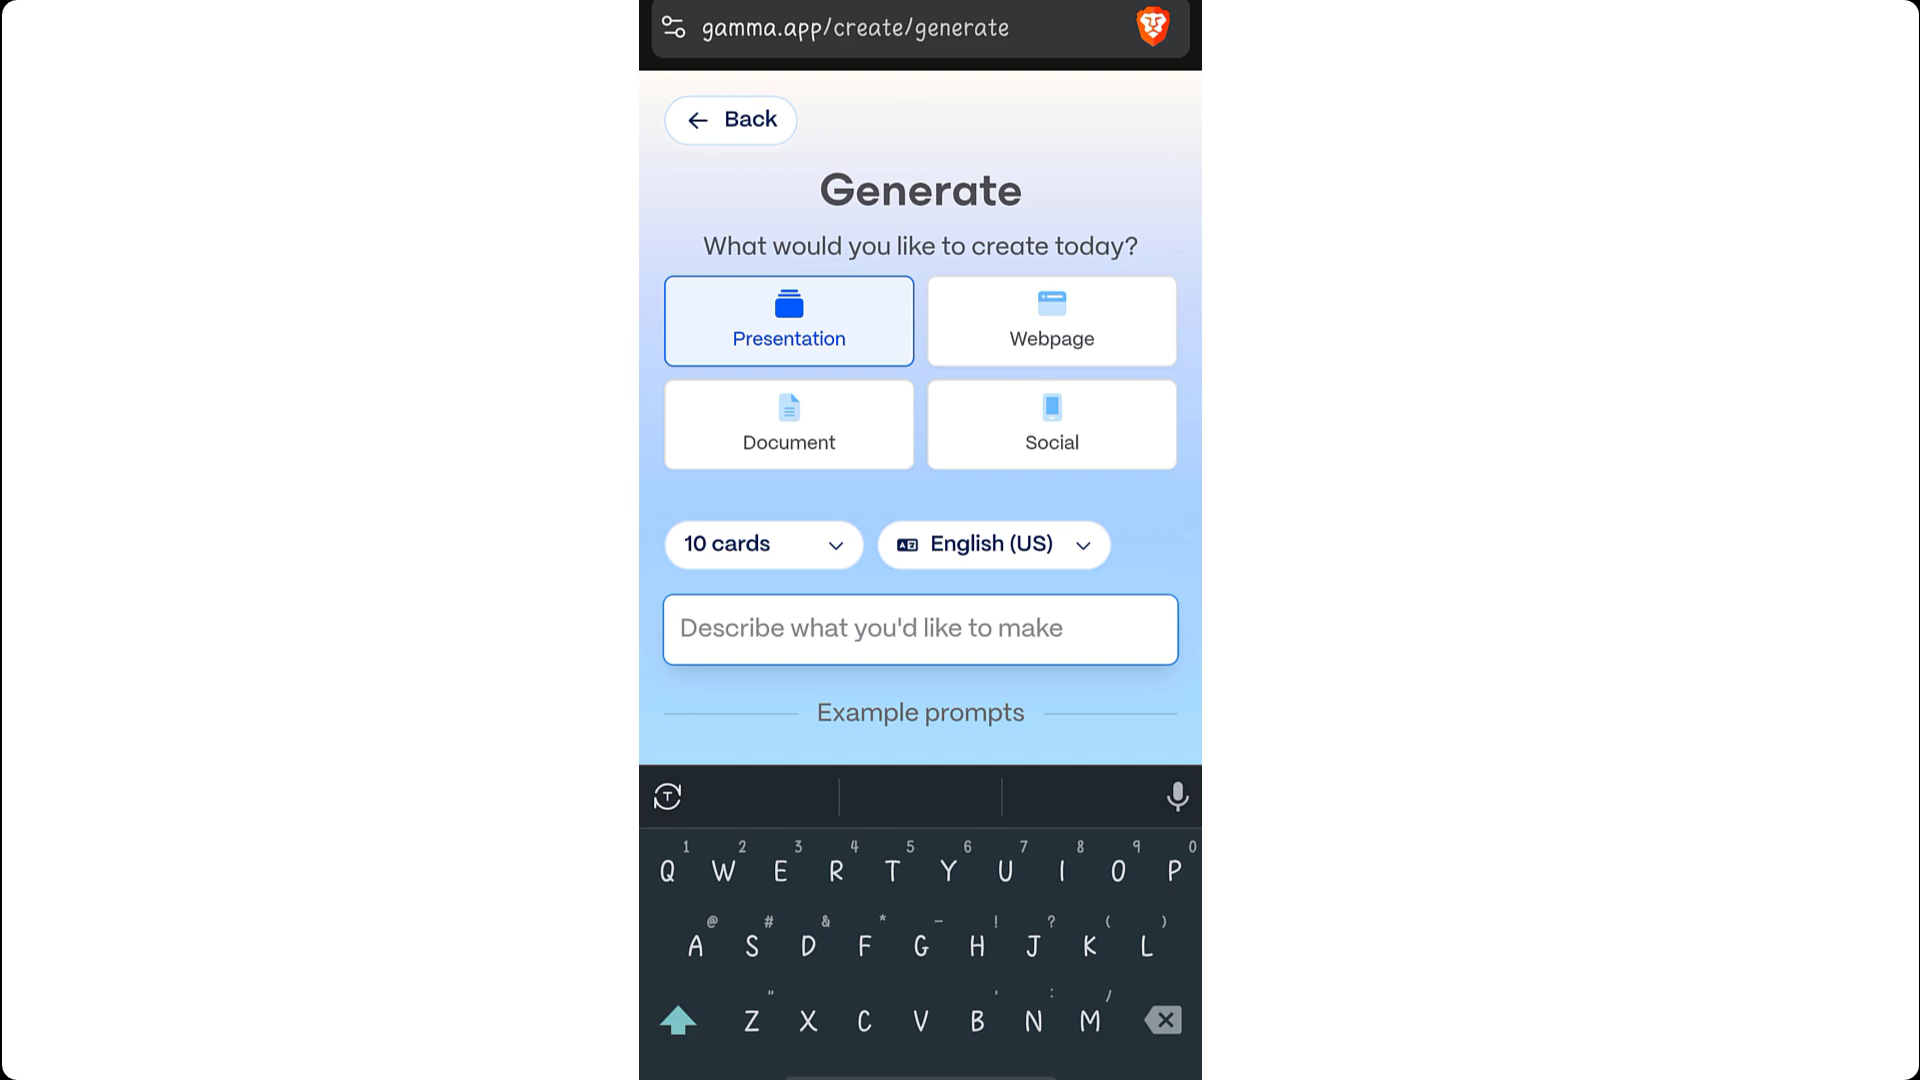 gamma.app/create/generate
← Back
Generate
What would you like to create today?
Presentation Webpage
Document Social
10 cards English (US)
Describe what you'd like to make
Example prompts
T
1 2 3 4 5 6 7 8 9 0
Q W E R T Y U I O P
@ # & * - ! ? ( )
A S D F G H J K L
" ' : /
Z X C V B N M